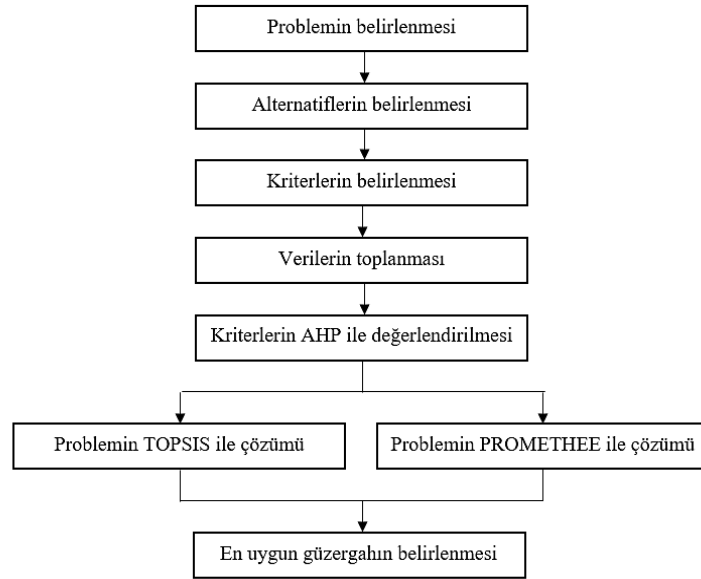 Problemin belirlenmesi
Alternatiflerin belirlenmesi
Kriterlerin belirlenmesi
Verilerin toplanması
Kriterlerin AHP ile değerlendirilmesi
Problemin TOPSIS ile çözümü
Problemin PROMETHEE ile çözümü
En uygun güzergahın belirlenmesi